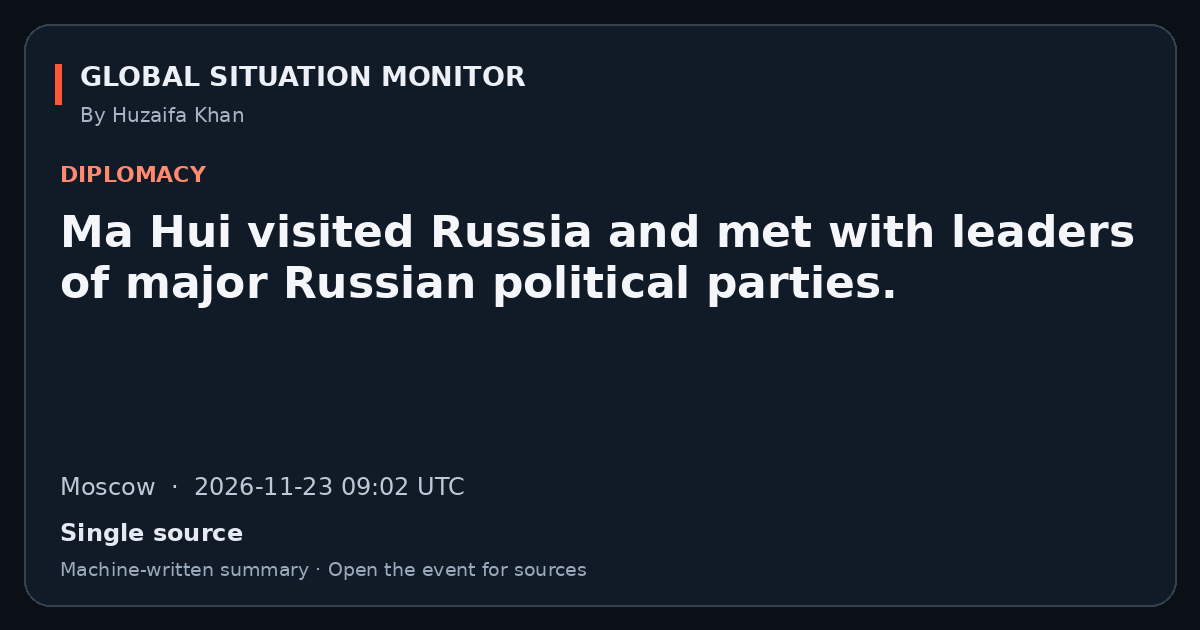 GLOBAL SITUATION MONITOR
By Huzaifa Khan
DIPLOMACY
Ma Hui visited Russia and met with leaders
of major Russian political parties.
Moscow · 2026-11-23 09:02 UTC
Single source
Machine-written summary · Open the event for sources